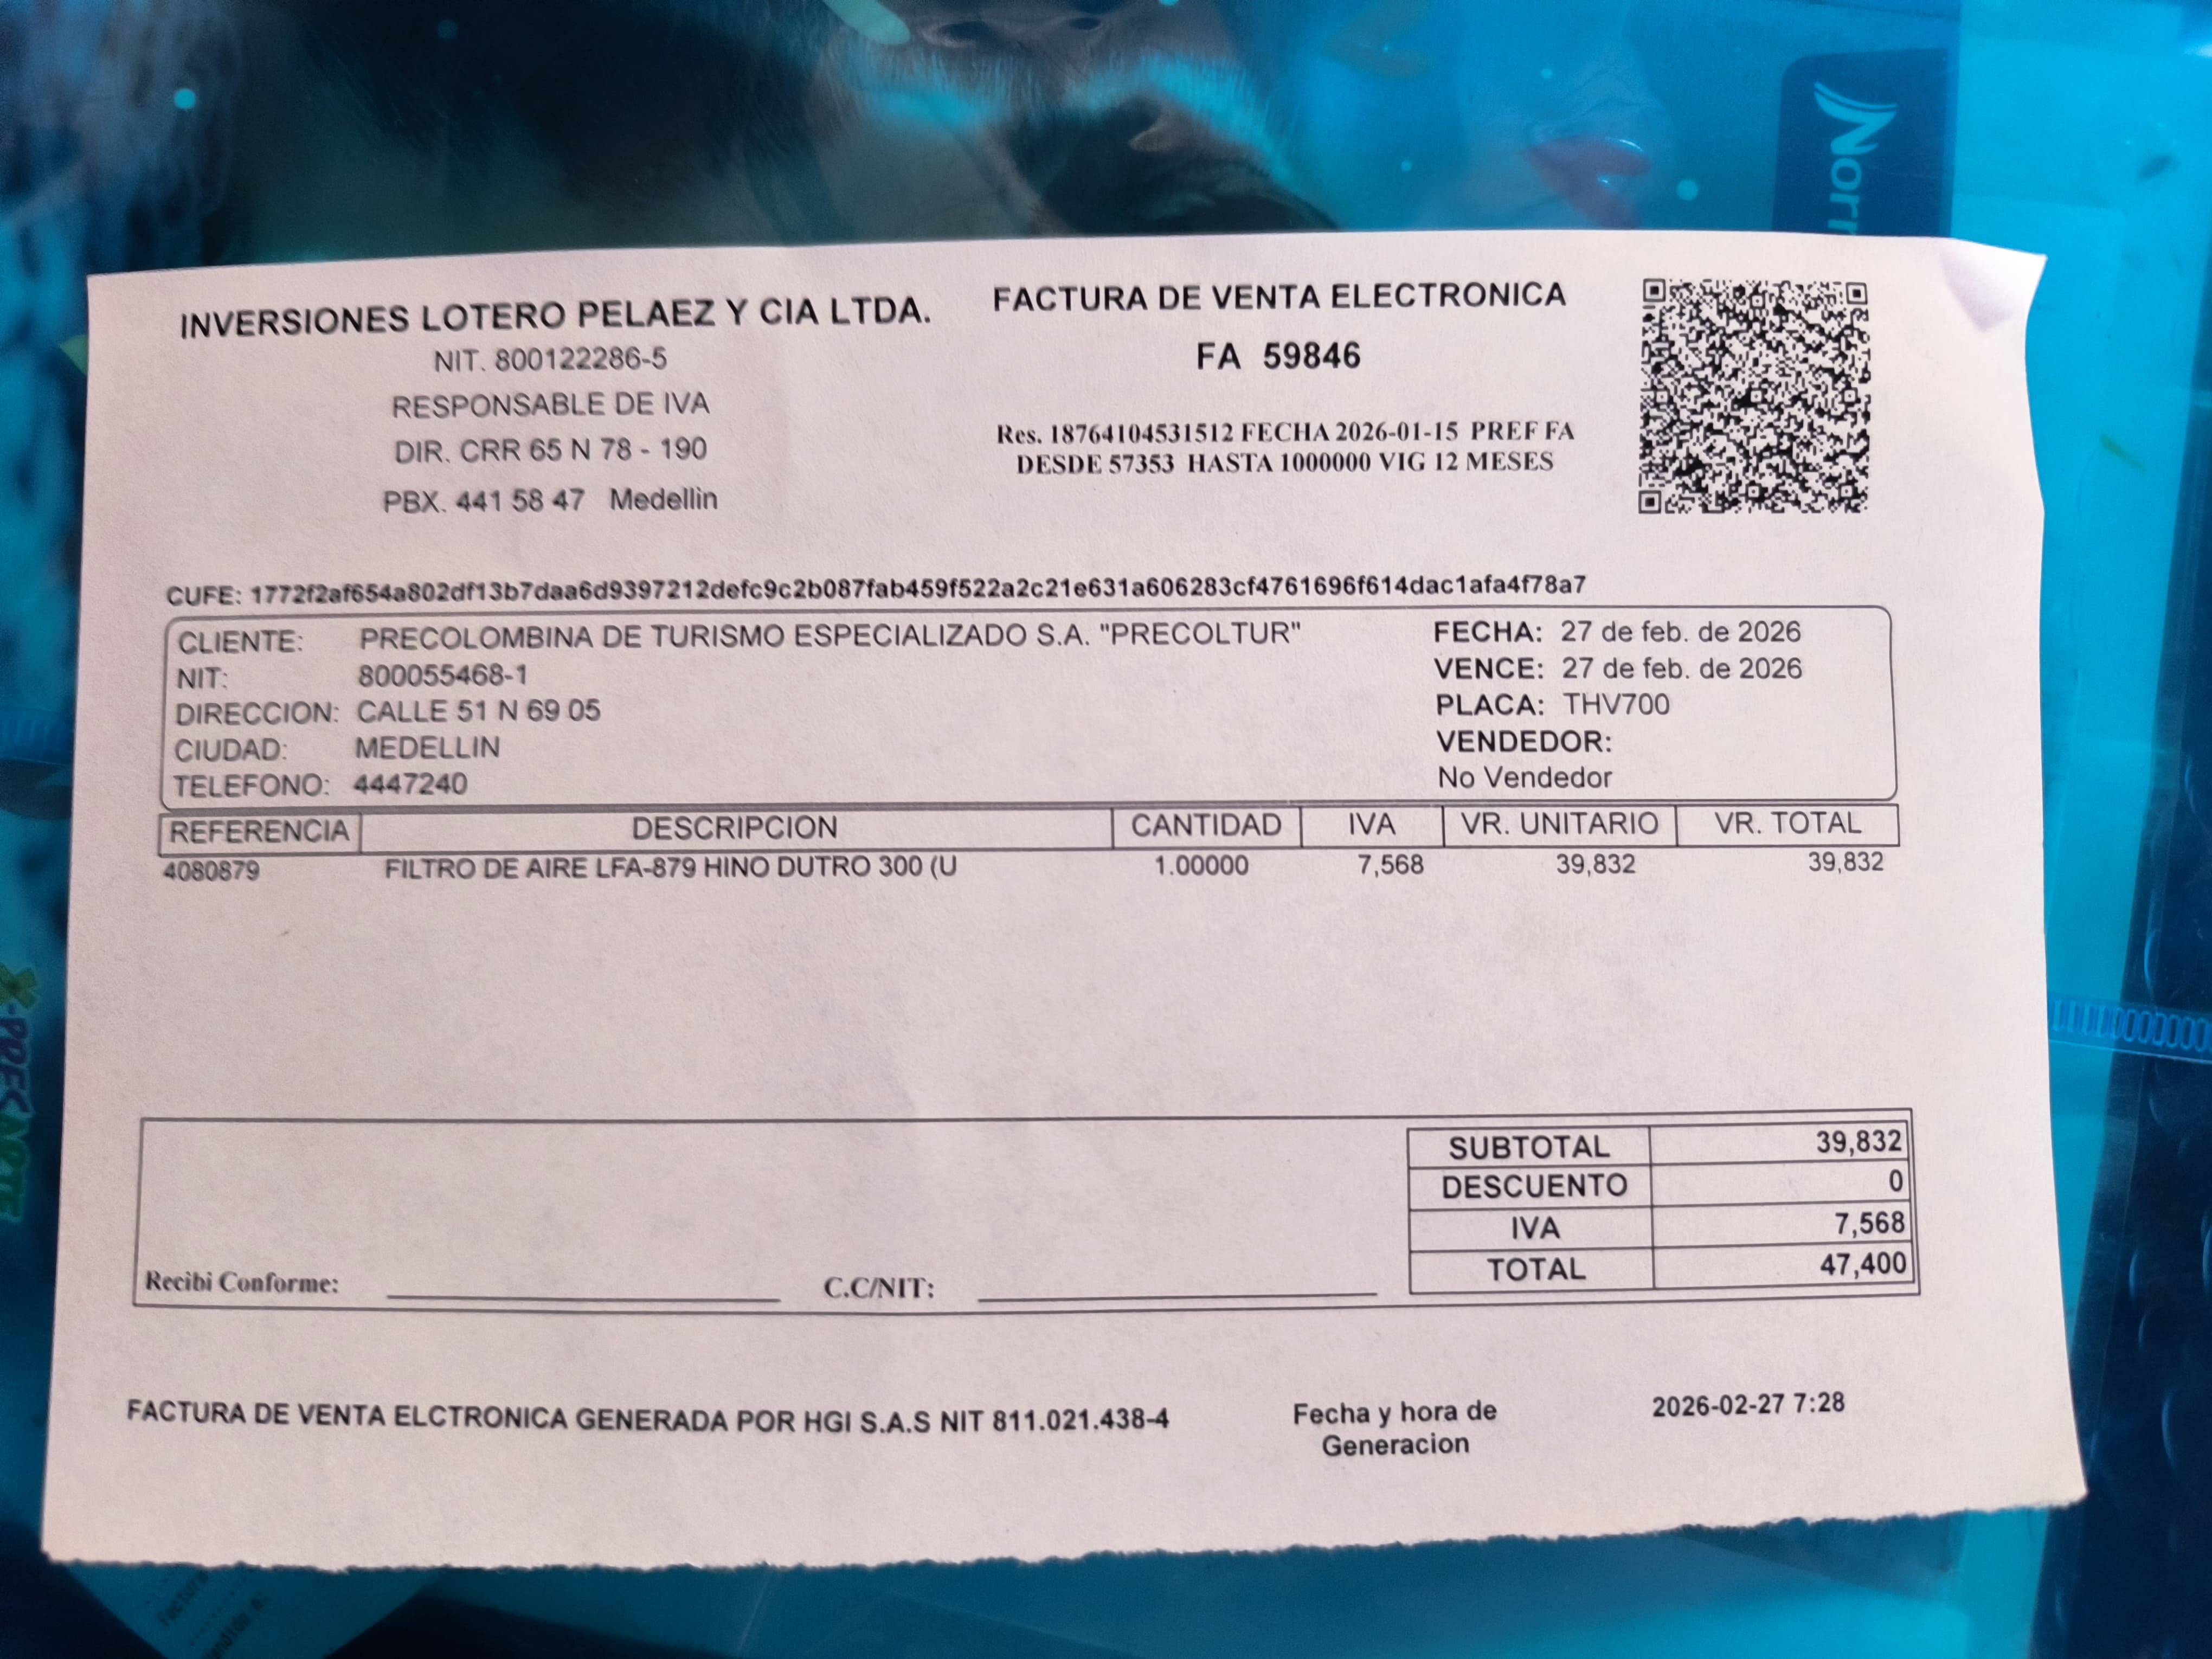 Norm
INVERSIONES LOTERO PELAEZ Y CIA LTDA.
NIT. 800122286-5
RESPONSABLE DE IVA
DIR. CRR 65 N 78 - 190
PBX. 441 58 47 Medellin
FACTURA DE VENTA ELECTRONICA
FA 59846
Res. 18764104531512 FECHA 2026-01-15 PREF FA
DESDE 57353 HASTA 1000000 VIG 12 MESES
CUFE: 1772f2af654a802df13b7daa6d9397212defc9c2b087fab459f522a2c21e631a606283cf4761696f614dac1afa4f78a7
CLIENTE: PRECOLOMBINA DE TURISMO ESPECIALIZADO S.A. "PRECOLTUR"
NIT: 800055468-1
DIRECCION: CALLE 51 N 69 05
CIUDAD: MEDELLIN
TELEFONO: 4447240
FECHA: 27 de feb. de 2026
VENCE: 27 de feb. de 2026
PLACA: THV700
VENDEDOR:
No Vendedor
REFERENCIA DESCRIPCION CANTIDAD IVA VR. UNITARIO VR. TOTAL
4080879 FILTRO DE AIRE LFA-879 HINO DUTRO 300 (U 1.00000 7,568 39,832 39,832
SUBTOTAL 39,832
DESCUENTO 0
IVA 7,568
TOTAL 47,400
Recibi Conforme: C.C/NIT:
FACTURA DE VENTA ELCTRONICA GENERADA POR HGI S.A.S NIT 811.021.438-4
Fecha y hora de
Generacion
2026-02-27 7:28